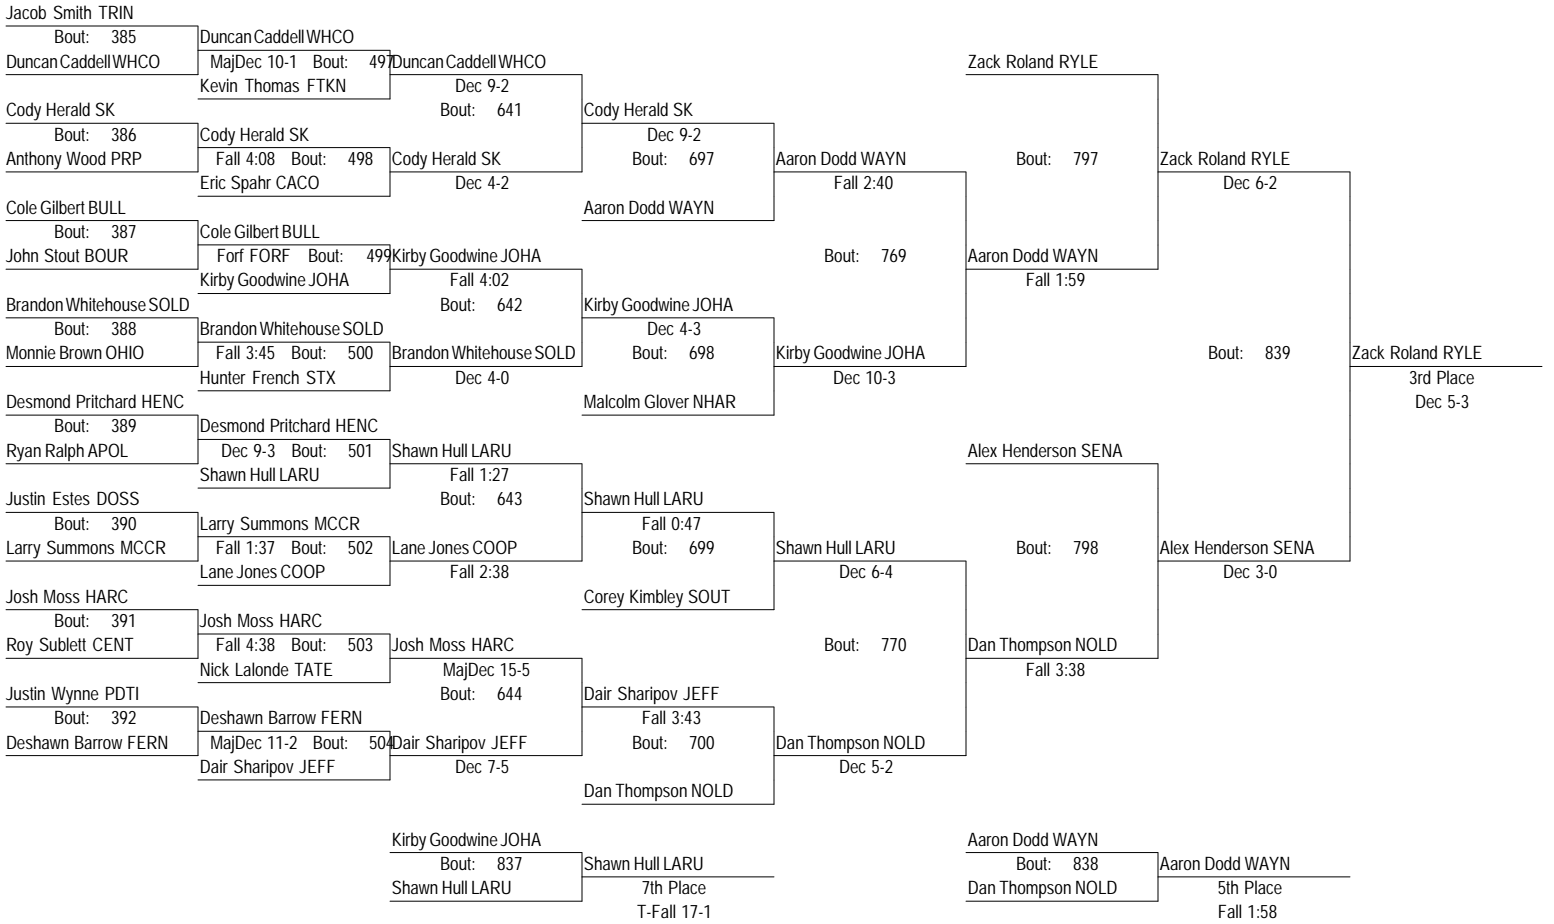 Jacob Smith TRIN
Bout: 385
Duncan Caddell WHCO
Cody Herald SK
Bout: 386
Anthony Wood PRP
Cole Gilbert BULL
Bout: 387
John Stout BOUR
Brandon Whitehouse SOLD
Bout: 388
Monnie Brown OHIO
Desmond Pritchard HENC
Bout: 389
Ryan Ralph APOL
Justin Estes DOSS
Bout: 390
Larry Summons MCCR
Josh Moss HARC
Bout: 391
Roy Sublett CENT
Justin Wynne PDTI
Bout: 392
Deshawn Barrow FERN
Duncan Caddell WHCO
MajDec 10-1 Bout: 497
Kevin Thomas FTKN
Cody Herald SK
Fall 4:08 Bout: 498
Eric Spahr CACO
Cole Gilbert BULL
Forf FORF Bout: 499
Kirby Goodwine JOHA
Brandon Whitehouse SOLD
Fall 3:45 Bout: 500
Hunter French STX
Desmond Pritchard HENC
Dec 9-3 Bout: 501
Shawn Hull LARU
Larry Summons MCCR
Fall 1:37 Bout: 502
Lane Jones COOP
Josh Moss HARC
Fall 4:38 Bout: 503
Nick Lalonde TATE
Deshawn Barrow FERN
MajDec 11-2 Bout: 504
Dair Sharipov JEFF
Duncan Caddell WHCO
Dec 9-2
Bout: 641
Cody Herald SK
Dec 4-2
Kirby Goodwine JOHA
Fall 4:02
Bout: 642
Brandon Whitehouse SOLD
Dec 4-0
Shawn Hull LARU
Fall 1:27
Bout: 643
Lane Jones COOP
Fall 2:38
Josh Moss HARC
MajDec 15-5
Bout: 644
Dair Sharipov JEFF
Dec 7-5
Cody Herald SK
Dec 9-2
Bout: 697
Aaron Dodd WAYN
Kirby Goodwine JOHA
Dec 4-3
Bout: 698
Malcolm Glover NHAR
Shawn Hull LARU
Fall 0:47
Bout: 699
Corey Kimbley SOUT
Dair Sharipov JEFF
Fall 3:43
Bout: 700
Dan Thompson NOLD
Aaron Dodd WAYN
Fall 2:40
Bout: 769
Kirby Goodwine JOHA
Dec 10-3
Shawn Hull LARU
Dec 6-4
Bout: 770
Dan Thompson NOLD
Dec 5-2
Zack Roland RYLE
Bout: 797
Aaron Dodd WAYN
Fall 1:59
Alex Henderson SENA
Bout: 798
Dan Thompson NOLD
Fall 3:38
Zack Roland RYLE
Dec 6-2
Bout: 839
Alex Henderson SENA
Dec 3-0
Zack Roland RYLE
3rd Place
Dec 5-3
Kirby Goodwine JOHA
Bout: 837
Shawn Hull LARU
Shawn Hull LARU
7th Place
T-Fall 17-1
Aaron Dodd WAYN
Bout: 838
Dan Thompson NOLD
Aaron Dodd WAYN
5th Place
Fall 1:58